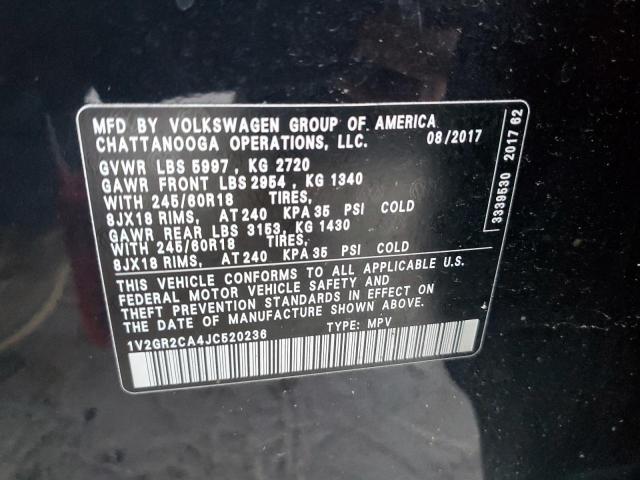 MFD BY VOLKSWAGEN GROUP OF AMERICA
CHATTANOOGA OPERATIONS, LLC. 08/2017
GVWR LBS 5997 , KG 2720
GAWR FRONT LBS 2954 , KG 1340
WITH 245/60R18 TIRES,
8JX18 RIMS, AT 240 KPA 35 PSI COLD
GAWR REAR LBS 3153, KG 1430
WITH 245/60R18 TIRES,
8JX18 RIMS, AT 240 KPA 35 PSI COLD
THIS VEHICLE CONFORMS TO ALL APPLICABLE U.S.
FEDERAL MOTOR VEHICLE SAFETY AND
THEFT PREVENTION STANDARDS IN EFFECT ON
THE DATE OF MANUFACTURE SHOWN ABOVE.
1V2GR2CA4JC520236 TYPE: MPV
3339530 2017 62